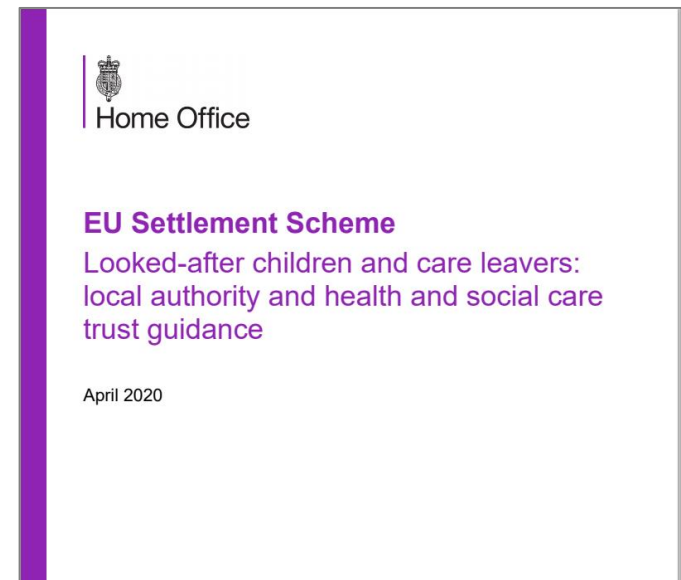 Home Office
EU Settlement Scheme
Looked-after children and care leavers:
local authority and health and social care
trust guidance
April 2020